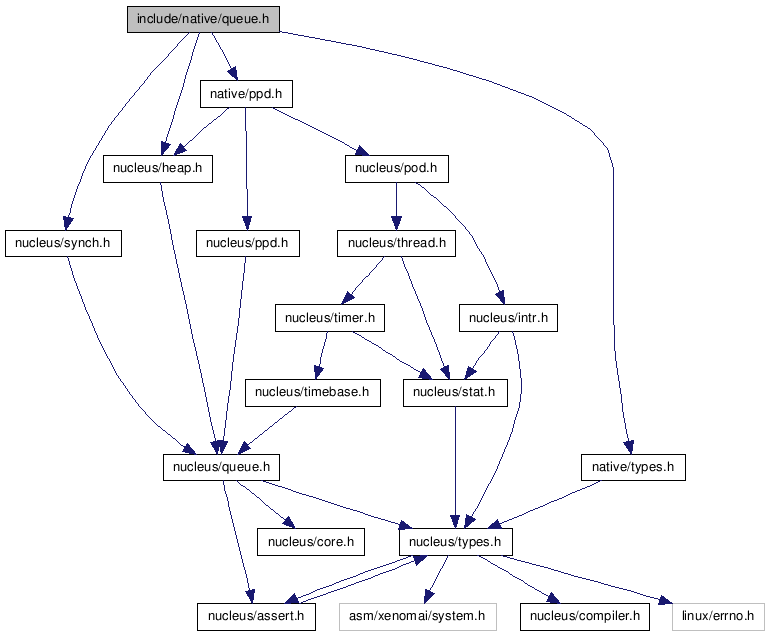 include/native/queue.h
native/ppd.h
nucleus/heap.h
nucleus/pod.h
nucleus/synch.h
nucleus/ppd.h
nucleus/thread.h
nucleus/timer.h
nucleus/intr.h
nucleus/timebase.h
nucleus/stat.h
nucleus/queue.h
native/types.h
nucleus/core.h
nucleus/types.h
nucleus/assert.h
asm/xenomai/system.h
nucleus/compiler.h
linux/errno.h